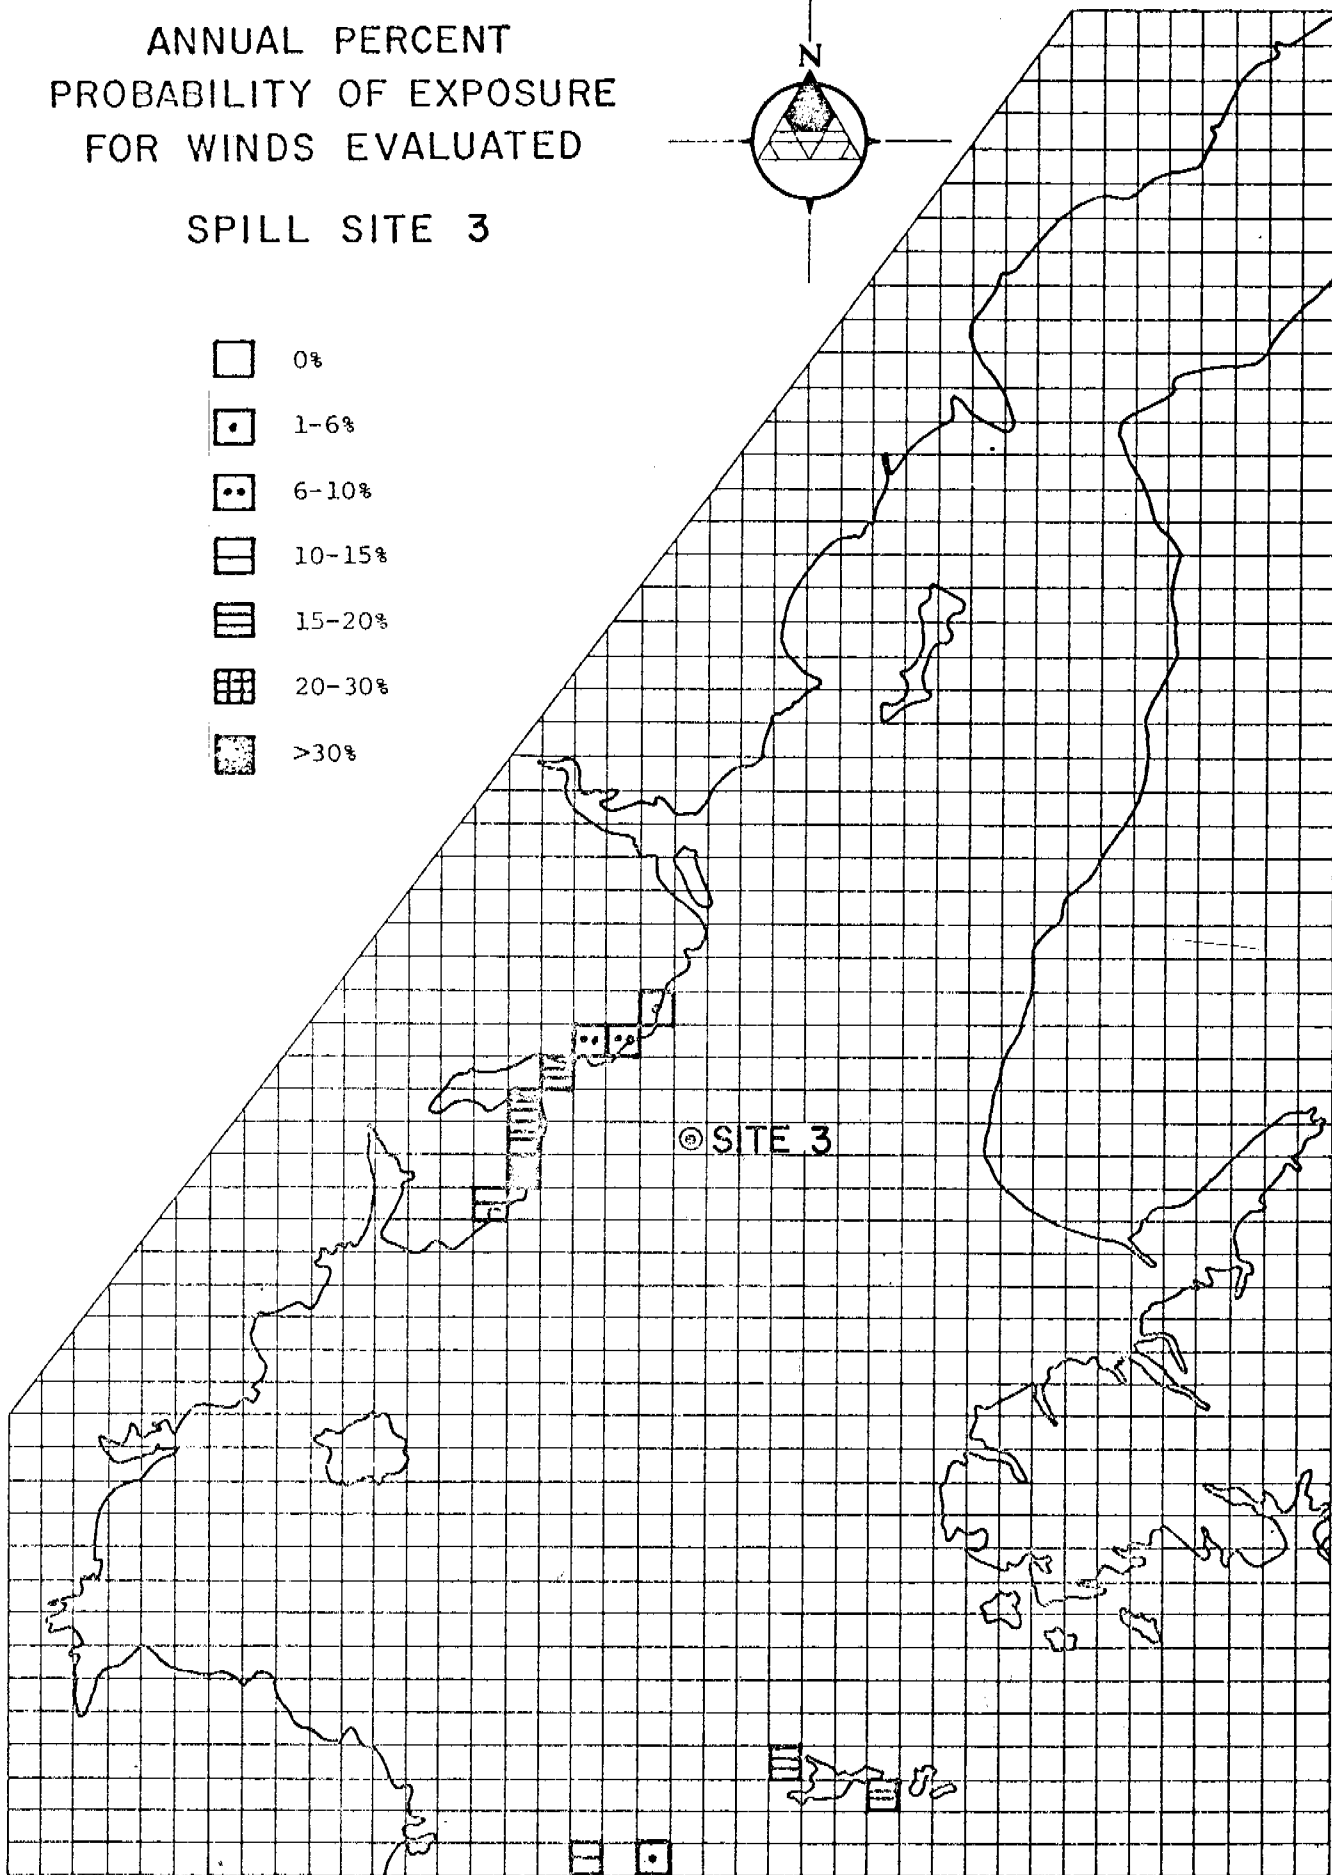 ANNUAL PERCENT
PROBABILITY OF EXPOSURE
FOR WINDS EVALUATED
SPILL SITE 3
N
0%
1-6%
6-10%
10-15%
15-20%
20-30%
>30%
SITE 3